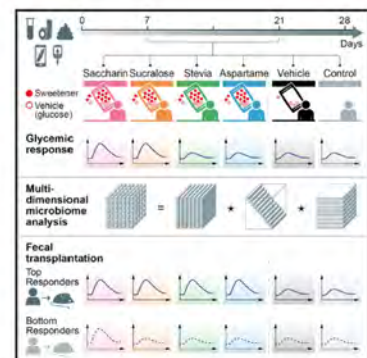 0 7 21 28
Days
Saccharin Sucralose Stevia Aspartame Vehicle Control
Sweetener
Vehicle
(glucose)
Glycemic
response
Multi-
dimensional
microbiome
analysis
=
*
*
Fecal
transplantation
Top
Responders
Bottom
Responders